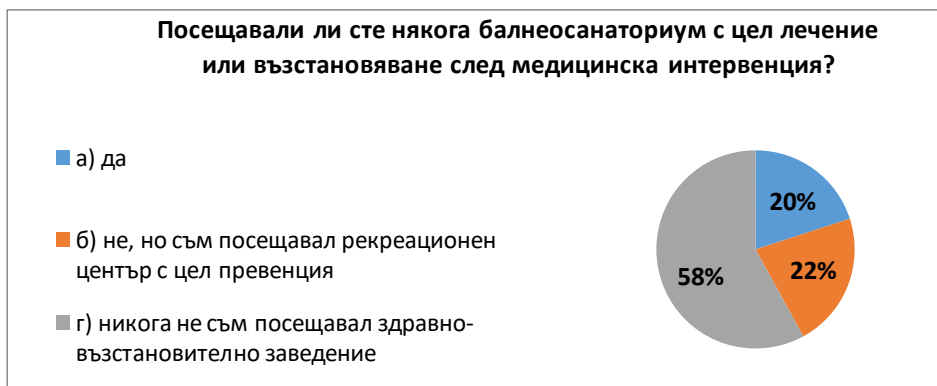 Посещавали ли сте някога балнеосанаториум с цел лечение
или възстановяване след медицинска интервенция?
а) да
б) не, но съм посещавал рекреационен
център с цел превенция
г) никога не съм посещавал здравно-
възстановително заведение
20%
22%
58%